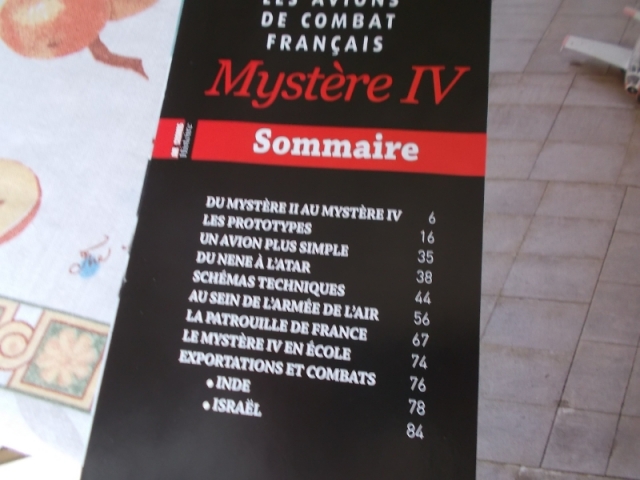 LES AVIONS
DE COMBAT
FRANÇAIS
Mystère IV
Sommaire
DU MYSTÈRE II AU MYSTÈRE IV 6
LES PROTOTYPES 16
UN AVION PLUS SIMPLE 35
DU NENE À L'ATAR 38
SCHÉMAS TECHNIQUES 44
AU SEIN DE L'ARMÉE DE L'AIR 56
LA PATROUILLE DE FRANCE 67
LE MYSTÈRE IV EN ÉCOLE 74
EXPORTATIONS ET COMBATS 76
• INDE 78
• ISRAËL 84